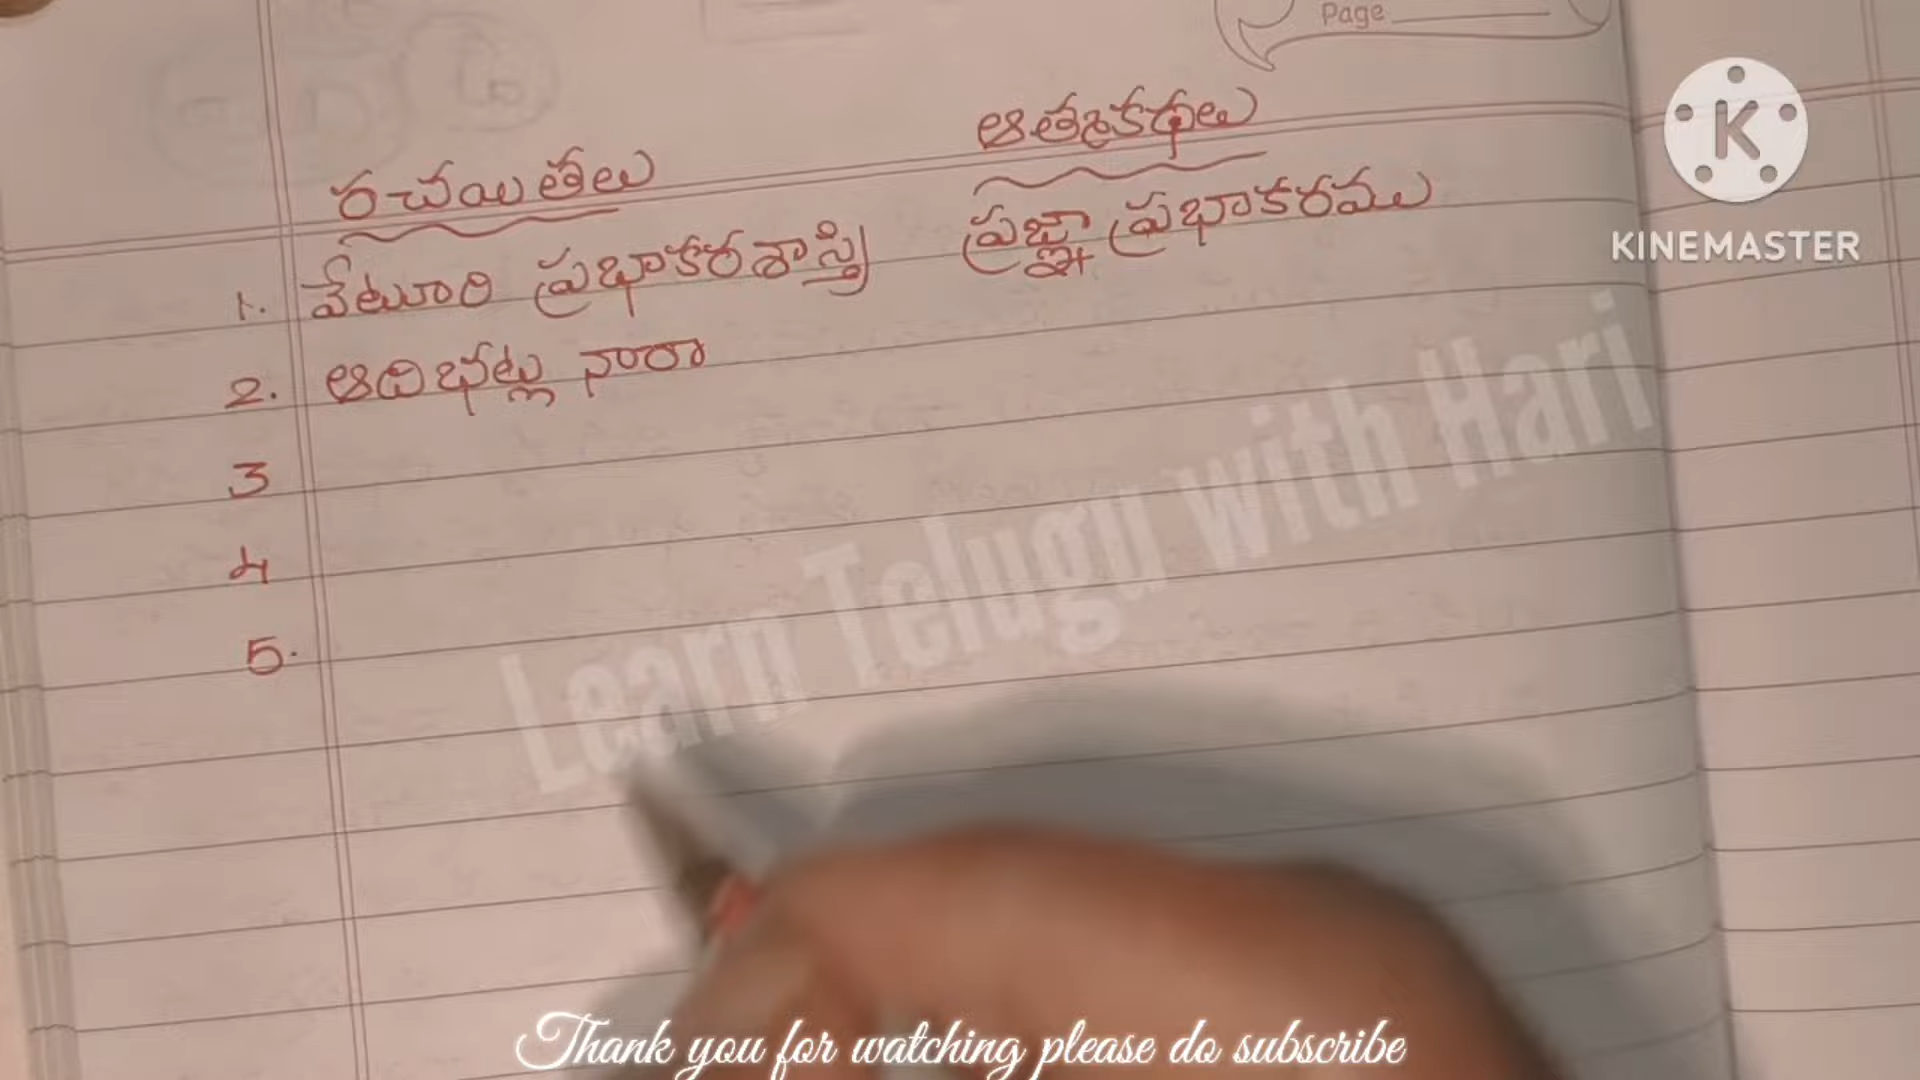 Page
రచయితలు ఆత్మకథలు
1. వేటూరి ప్రభాకరశాస్త్రి ప్రజ్ఞా ప్రభాకరము
2. ఆదిభట్ల నారా
3
4
5.
K
KINEMASTER
Learn Telugu with Hari
Thank you for watching please do subscribe